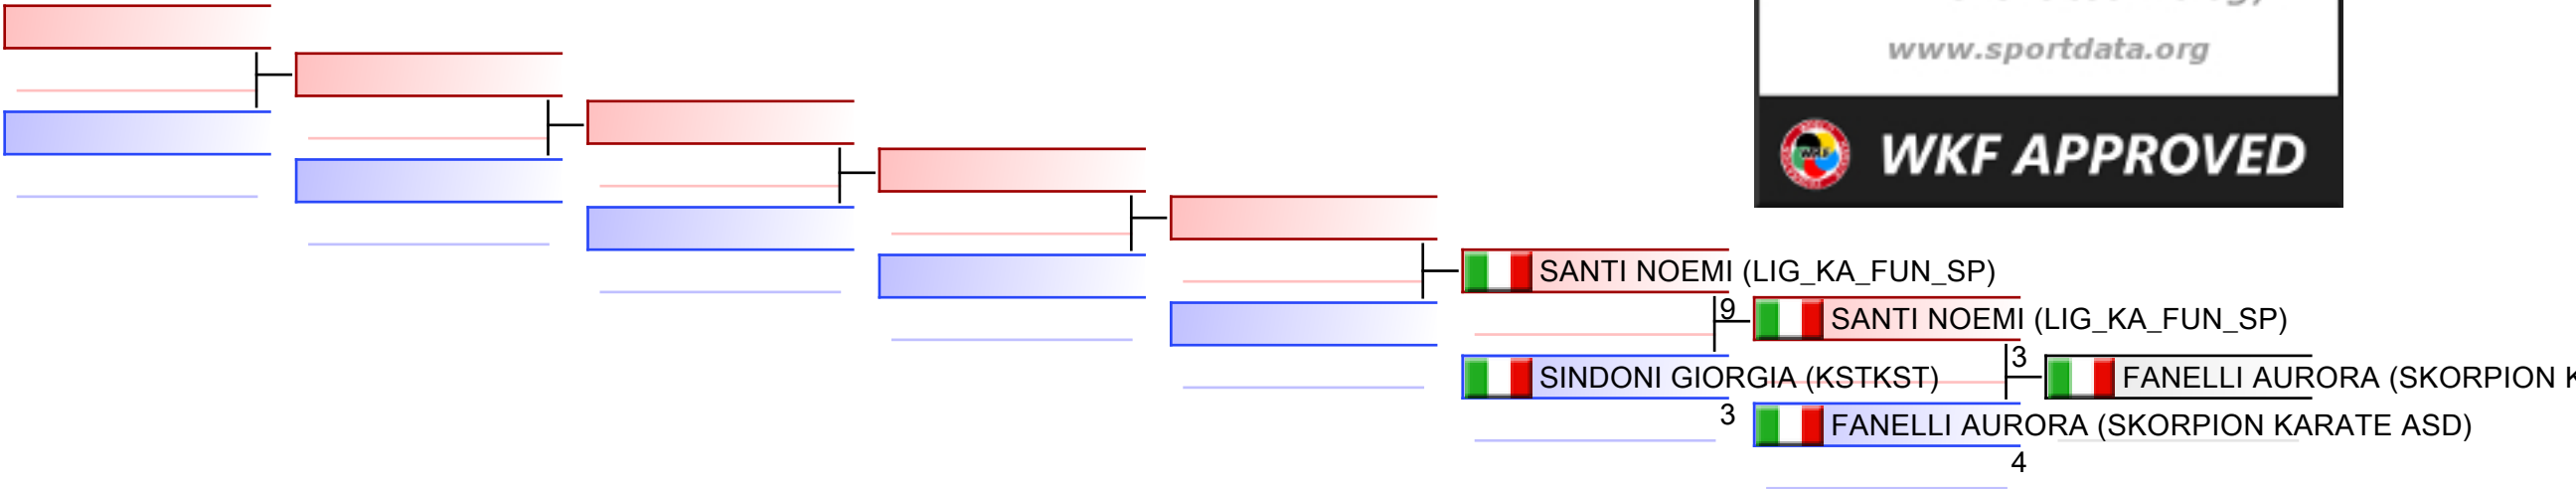 www.sportdata.org
WKF APPROVED
SANTI NOEMI (LIG_KA_FUN_SP)
9
SANTI NOEMI (LIG_KA_FUN_SP)
3
SINDONI GIORGIA (KSTKST)
FANELLI AURORA (SKORPION K
3
FANELLI AURORA (SKORPION KARATE ASD)
4